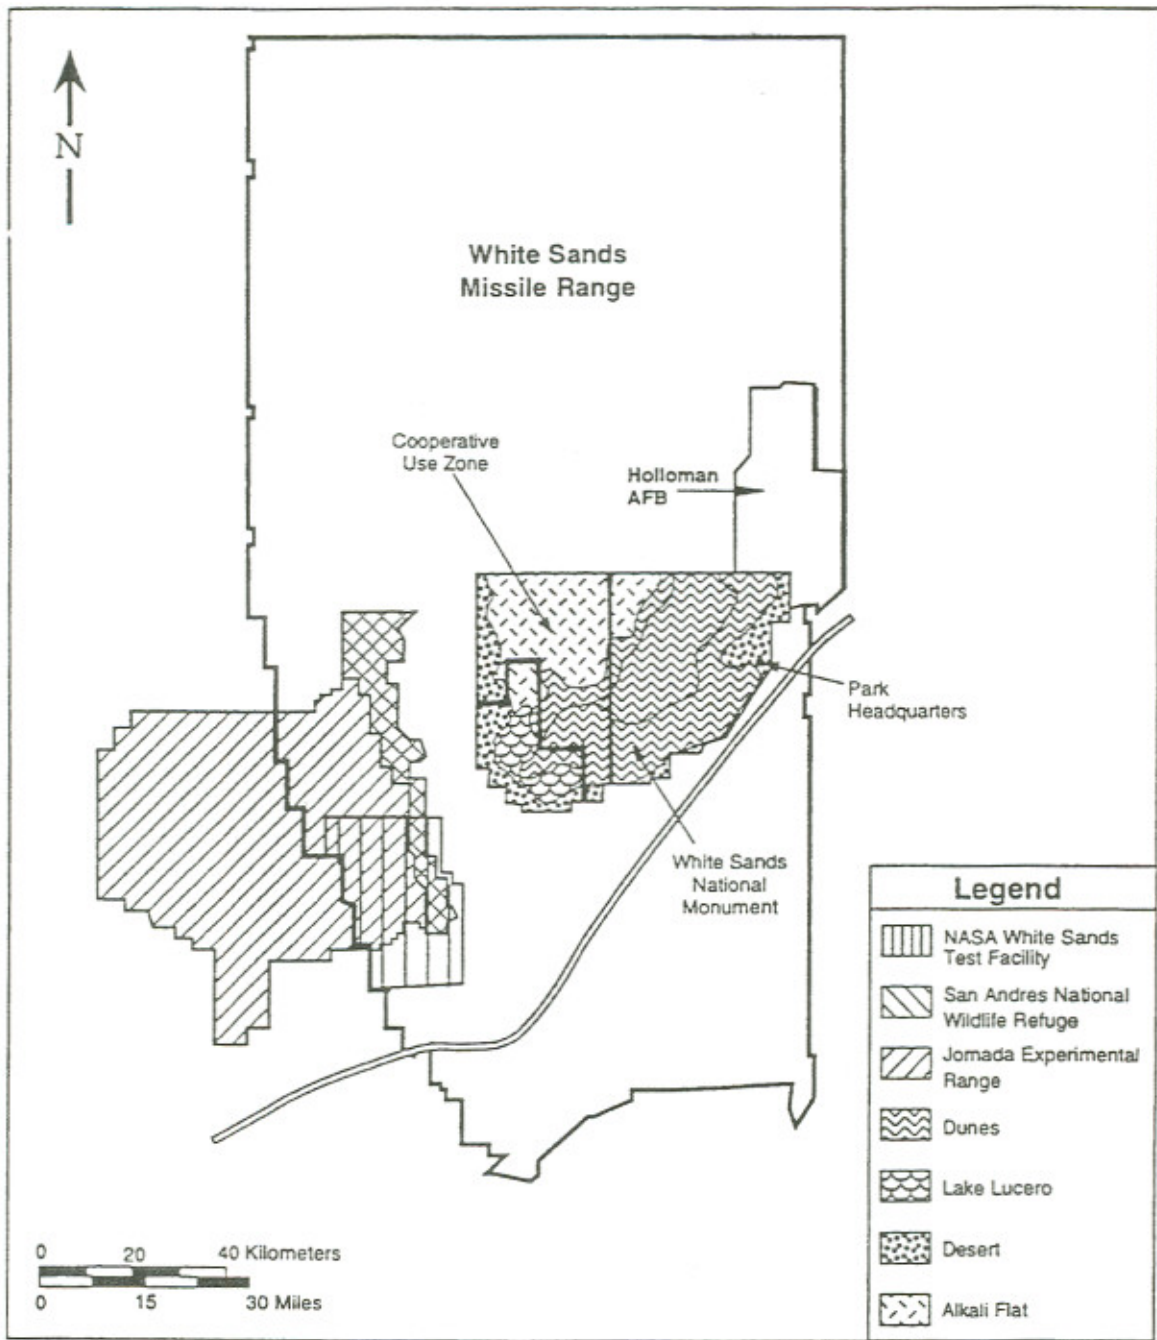 N
White Sands
Missile Range
Cooperative
Use Zone
Holloman
AFB
Park
Headquarters
White Sands
National
Monument
Legend
NASA White Sands
Test Facility
San Andres National
Wildlife Refuge
Jornada Experimental
Range
Dunes
Lake Lucero
Desert
Alkali Flat
0 20 40 Kilometers
0 15 30 Miles